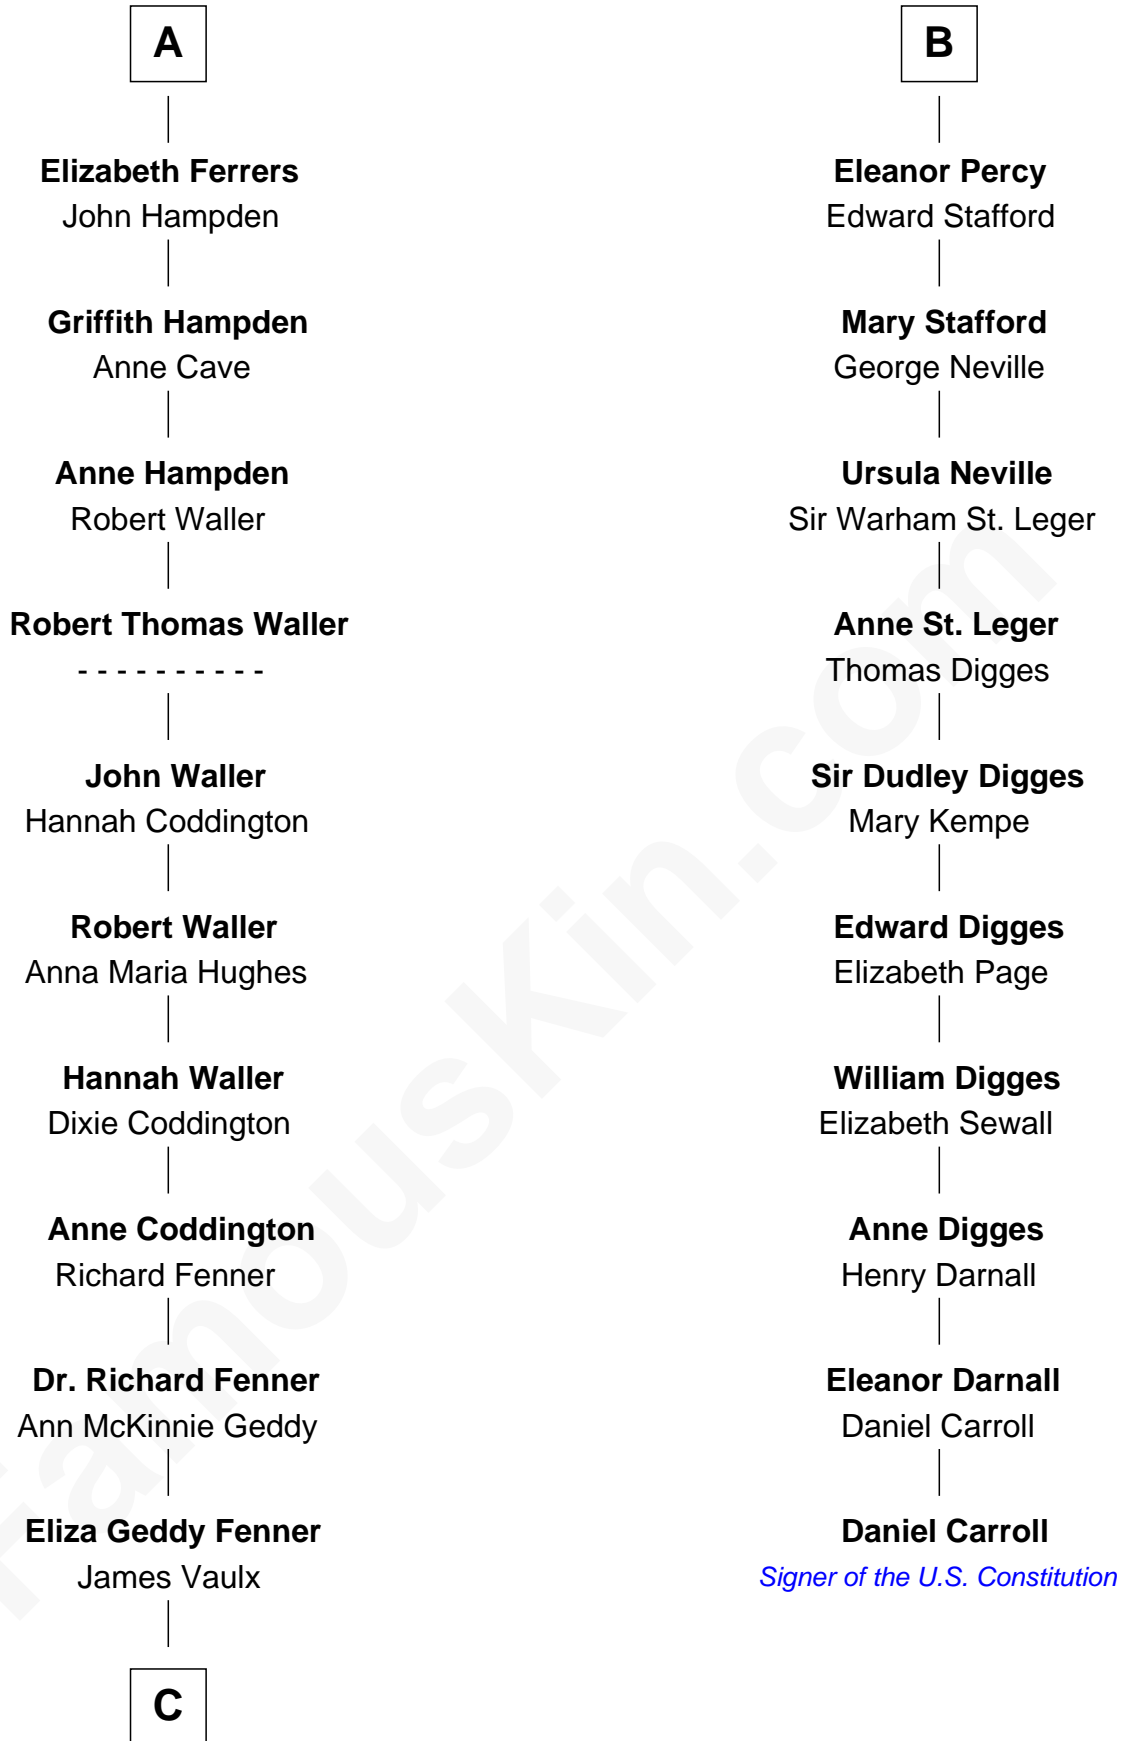 A
Elizabeth Ferrers
John Hampden
Griffith Hampden
Anne Cave
Anne Hampden
Robert Waller
Robert Thomas Waller
- - - - - - - - - -
John Waller
Hannah Coddington
Robert Waller
Anna Maria Hughes
Hannah Waller
Dixie Coddington
Anne Coddington
Richard Fenner
Dr. Richard Fenner
Ann McKinnie Geddy
Eliza Geddy Fenner
James Vaulx
C
B
Eleanor Percy
Edward Stafford
Mary Stafford
George Neville
Ursula Neville
Sir Warham St. Leger
Anne St. Leger
Thomas Digges
Sir Dudley Digges
Mary Kempe
Edward Digges
Elizabeth Page
William Digges
Elizabeth Sewall
Anne Digges
Henry Darnall
Eleanor Darnall
Daniel Carroll
Daniel Carroll
Signer of the U.S. Constitution
FamousKin.com